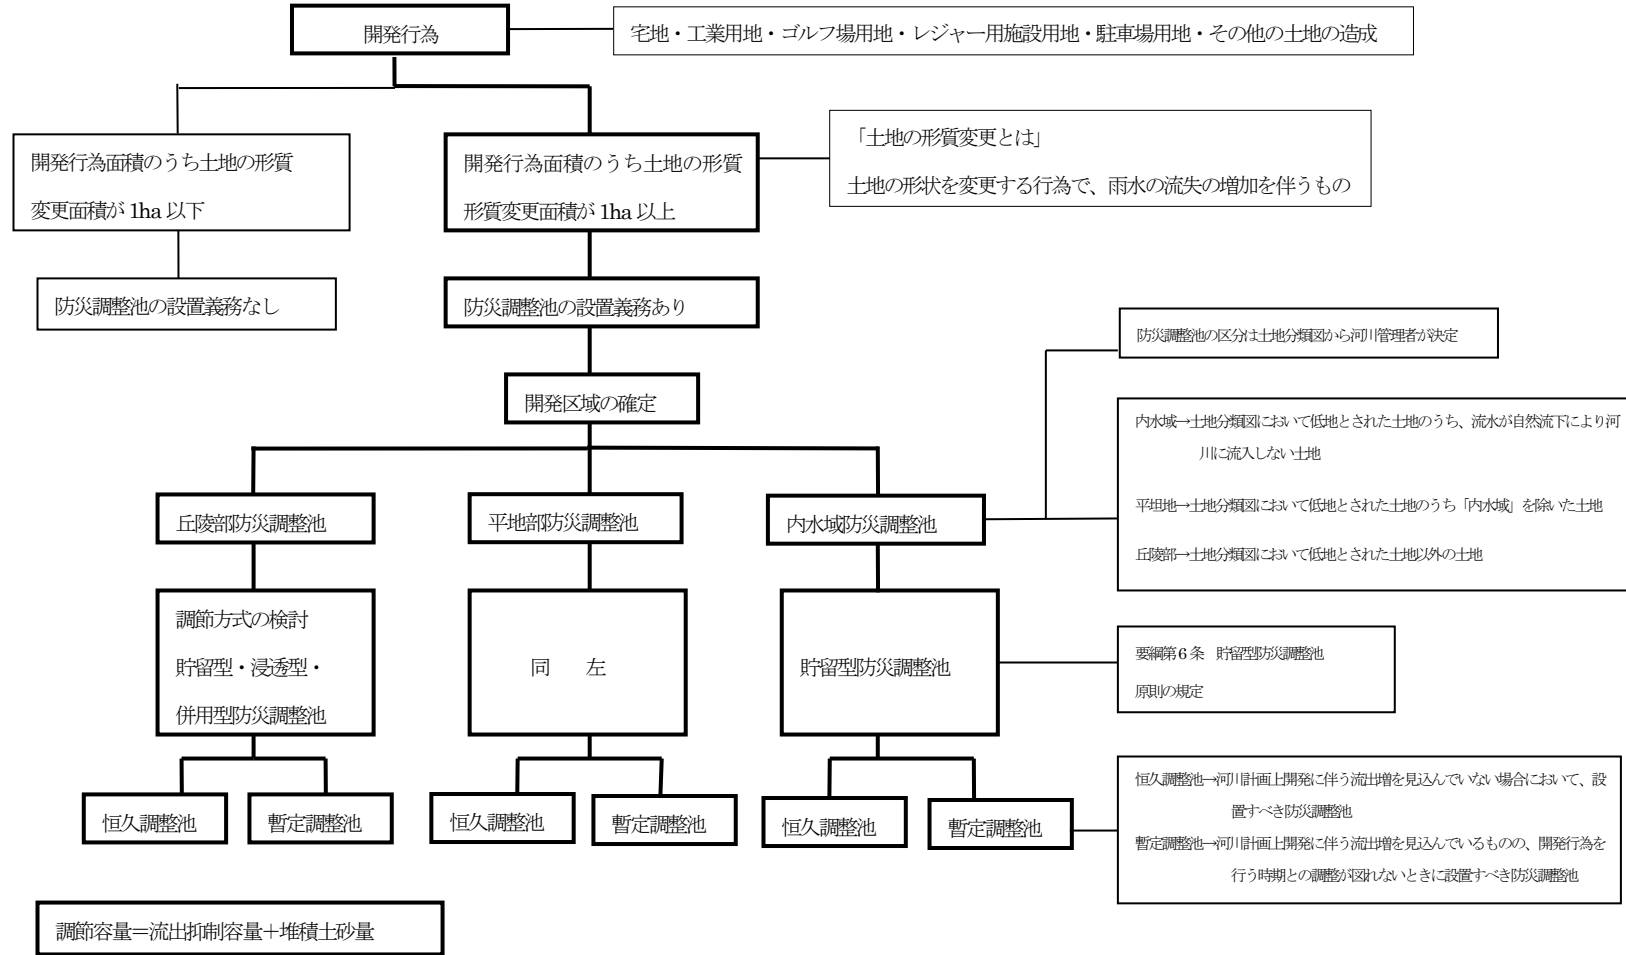 開発行為
宅地・工業用地・ゴルフ場用地・レジャー用施設用地・駐車場用地・その他の土地の造成
開発行為面積のうち土地の形質
変更面積が 1ha 以下
開発行為面積のうち土地の形質
形質変更面積が 1ha 以上
「土地の形質変更とは」
土地の形状を変更する行為で、雨水の流失の増加を伴うもの
防災調整池の設置義務なし
防災調整池の設置義務あり
防災調整池の区分は土地分類図から河川管理者が決定
開発区域の確定
内水域→土地分類図において低地とされた土地のうち、流水が自然流下により河
川に流入しない土地
平坦地→土地分類図において低地とされた土地のうち「内水域」を除いた土地
丘陵部→土地分類図において低地とされた土地以外の土地
丘陵部防災調整池
平地部防災調整池
内水域防災調整池
調節方式の検討
貯留型・浸透型・
併用型防災調整池
同　左
貯留型防災調整池
要綱第6条　貯留型防災調整池
原則の規定
恒久調整池
暫定調整池
恒久調整池
暫定調整池
恒久調整池
暫定調整池
恒久調整池→河川計画上開発に伴う流出増を見込んでいない場合において、設
置すべき防災調整池
暫定調整池→河川計画上開発に伴う流出増を見込んでいるものの、開発行為を
行う時期との調整が図れないときに設置すべき防災調整池
調節容量＝流出抑制容量＋堆積土砂量